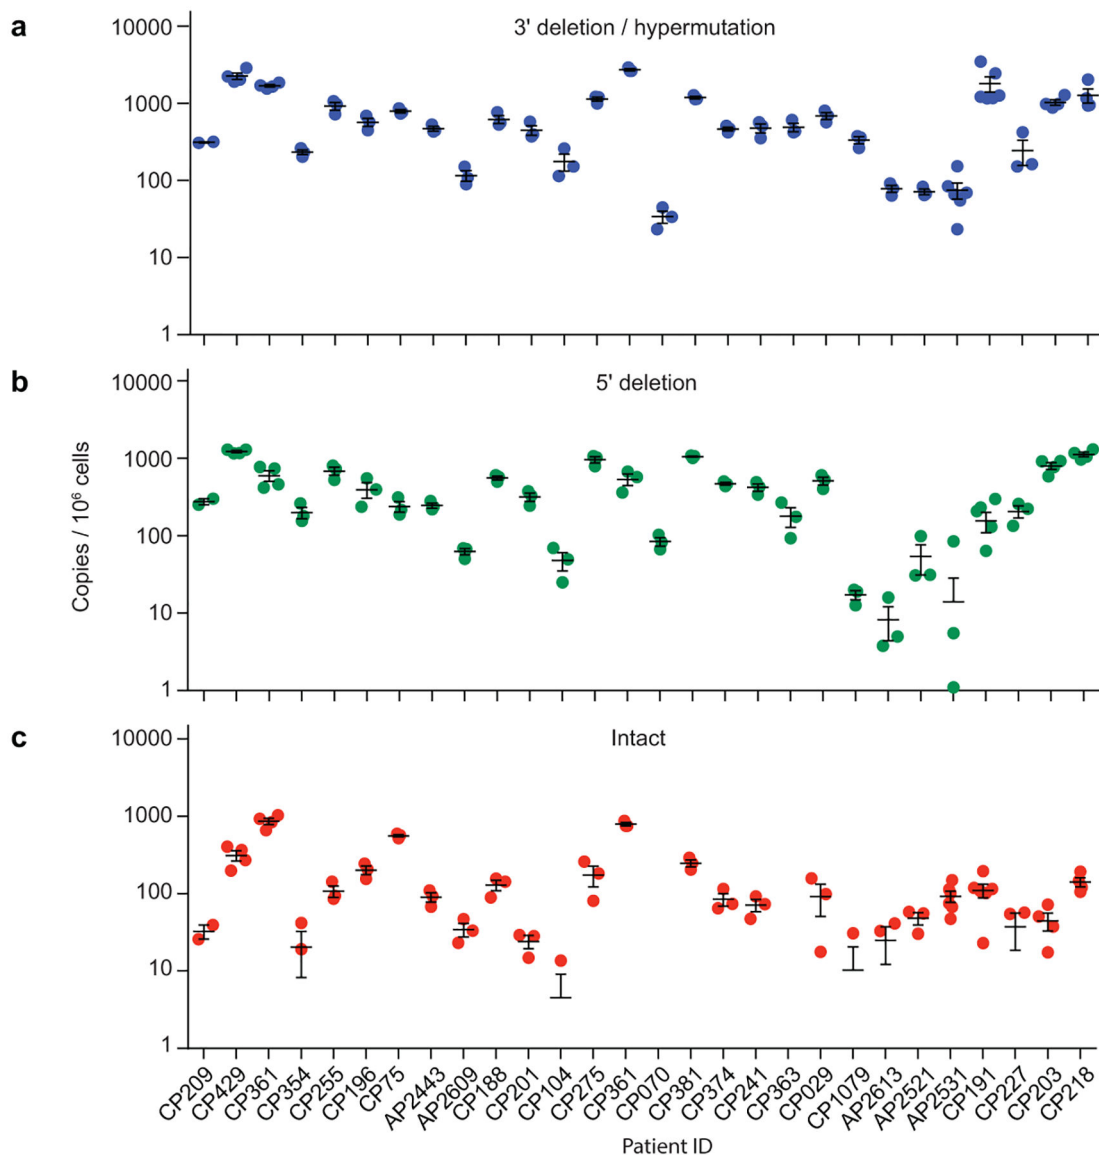 a
3' deletion / hypermutation
10000
1000
100
10
1
b
5' deletion
10000
1000
100
10
1
Copies / 10⁶ cells
c
Intact
10000
1000
100
10
1
CP209
CP429
CP361
CP354
CP255
CP196
CP75
AP2443
AP2609
CP188
CP201
CP104
CP275
CP361
CP070
CP381
CP374
CP241
CP363
CP029
CP1079
AP2613
AP2521
AP2531
CP191
CP227
CP203
CP218
Patient ID